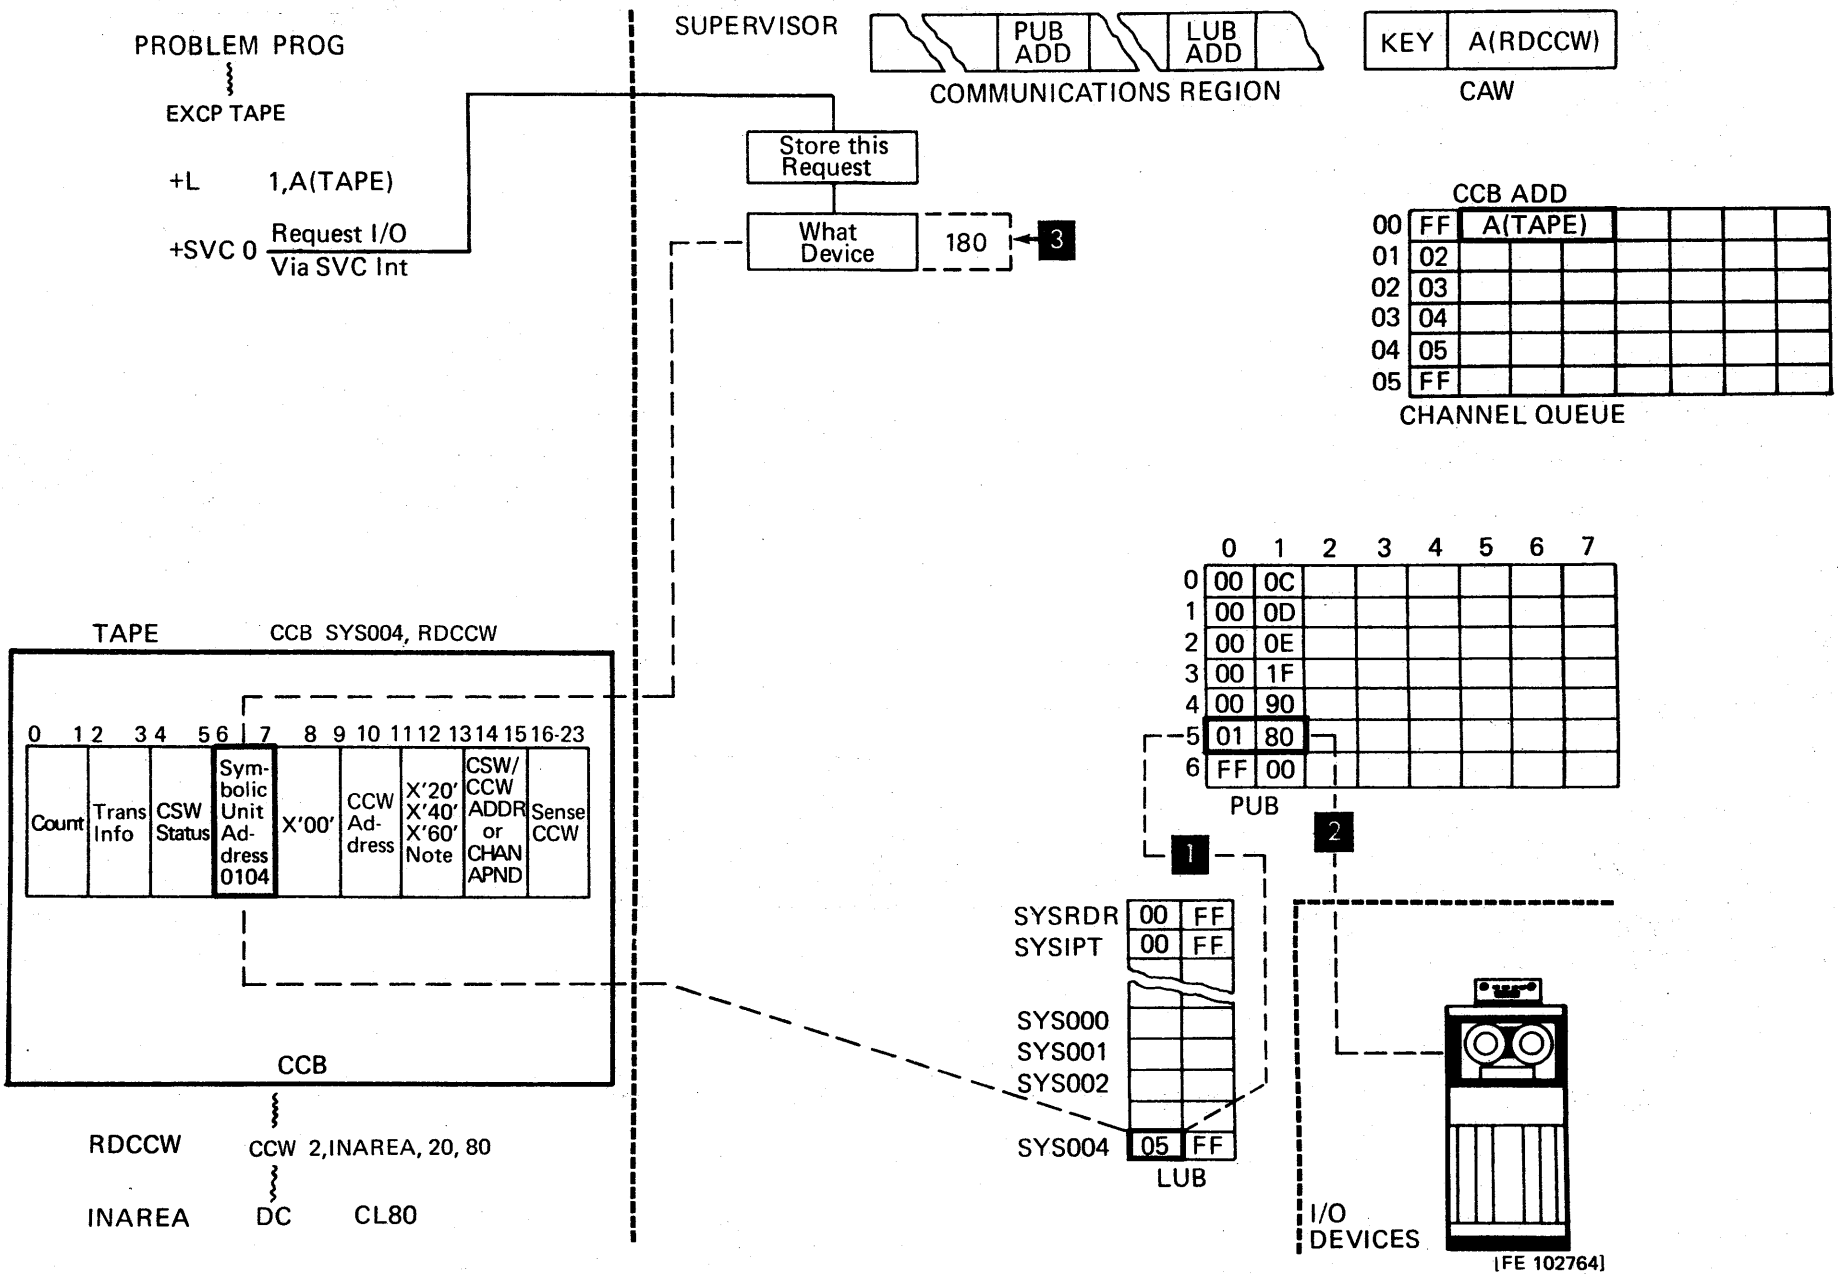 PROBLEM PROG
EXCP TAPE
+L 1,A(TAPE)
+SVC 0 Request I/O
Via SVC Int
SUPERVISOR
PUB ADD
LUB ADD
COMMUNICATIONS REGION
KEY A(RDCCW)
CAW
Store this
Request
What
Device
180
3
CCB ADD
00 FF A(TAPE)
01 02
02 03
03 04
04 05
05 FF
CHANNEL QUEUE
0 1 2 3 4 5 6 7
0 00 0C
1 00 0D
2 00 0E
3 00 1F
4 00 90
5 01 80
6 FF 00
PUB
1
2
TAPE CCB SYS004, RDCCW
0 1 2 3 4 5 6 7 8 9 10 11 12 13 14 15 16-23
Count
Trans
Info
CSW
Status
Sym-
bolic
Unit
Ad-
dress
0104
X'00'
CCW
Ad-
dress
X'20'
X'40'
X'60'
Note
CSW/
CCW
ADDR
or
CHAN
APND
Sense
CCW
CCB
RDCCW CCW 2,INAREA, 20, 80
INAREA DC CL80
SYSRDR 00 FF
SYSIPT 00 FF
SYS000
SYS001
SYS002
SYS004 05 FF
LUB
I/O
DEVICES
[FE 102764]